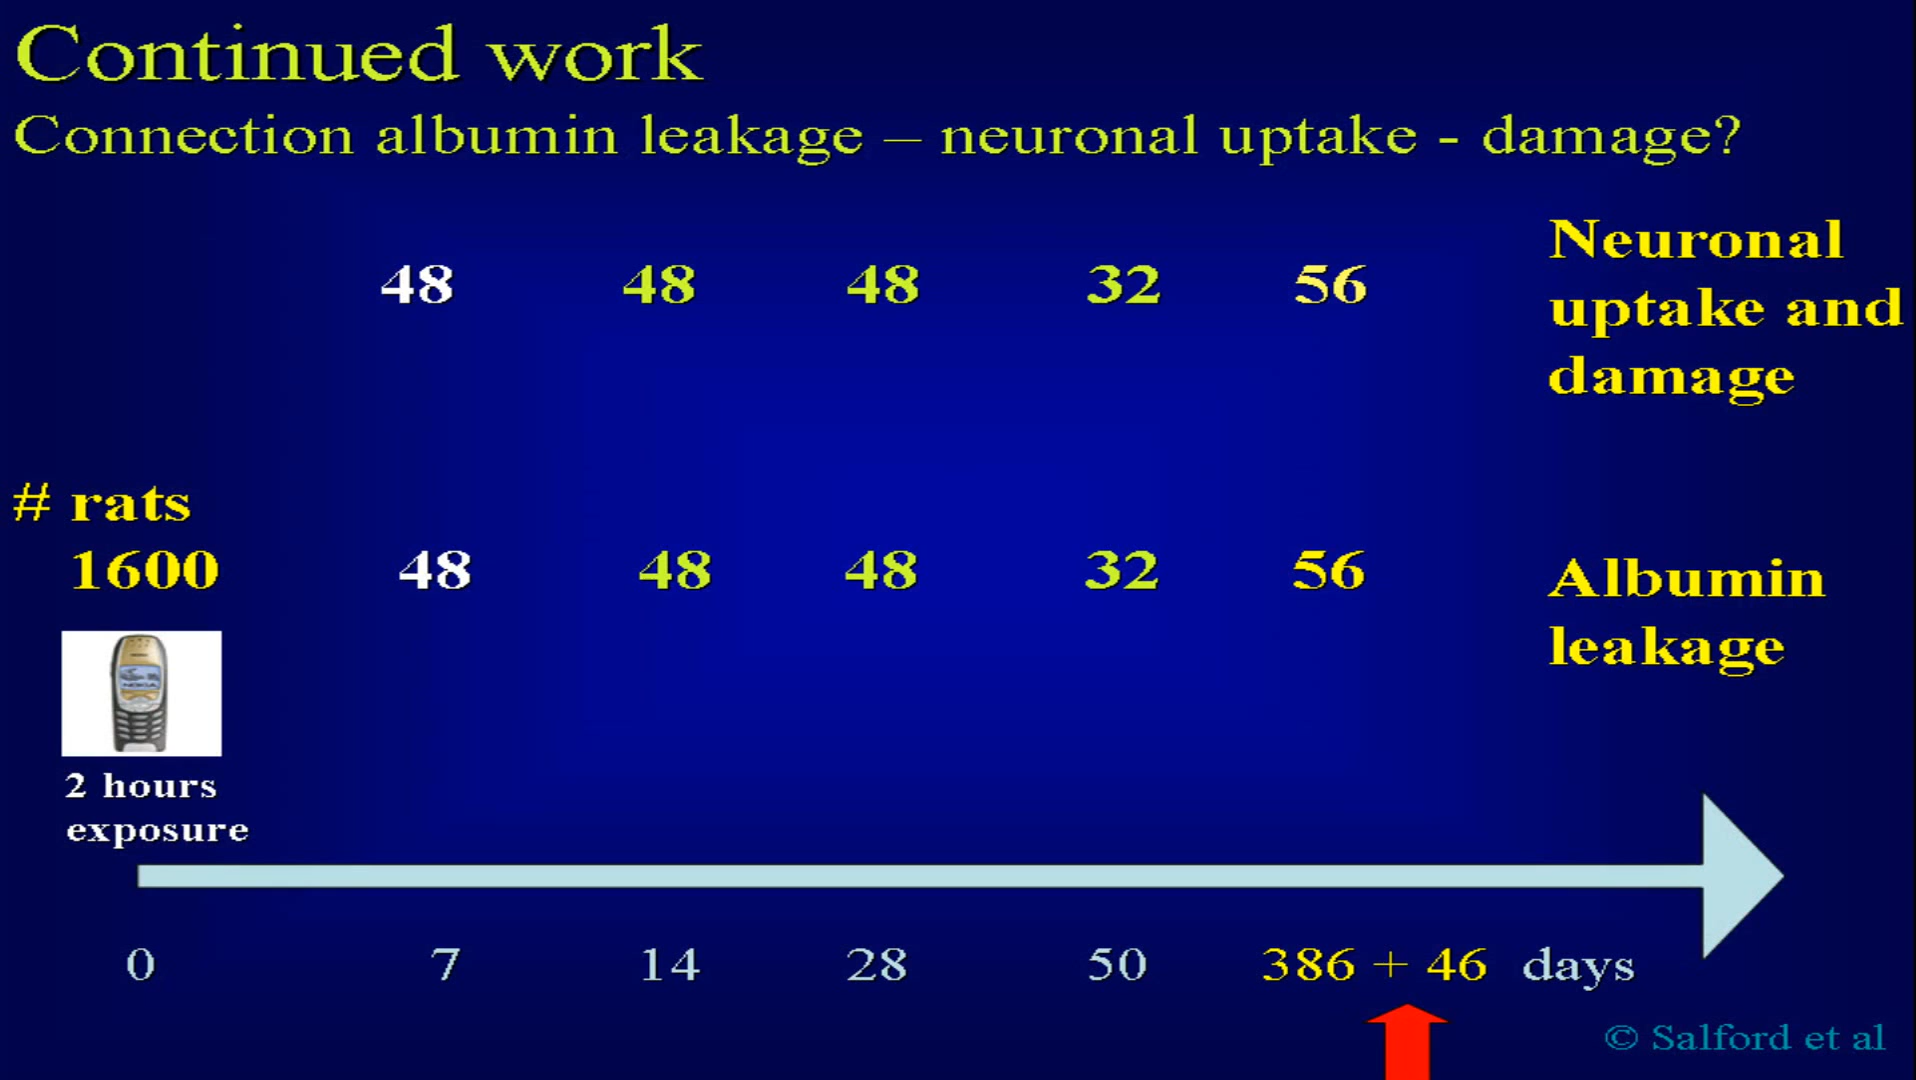 Continued work
Connection albumin leakage – neuronal uptake - damage?
48 48 48 32 56
Neuronal
uptake and
damage
# rats
1600
48 48 48 32 56
Albumin
leakage
NOKIA
2 hours
exposure
0 7 14 28 50 386 + 46 days
© Salford et al